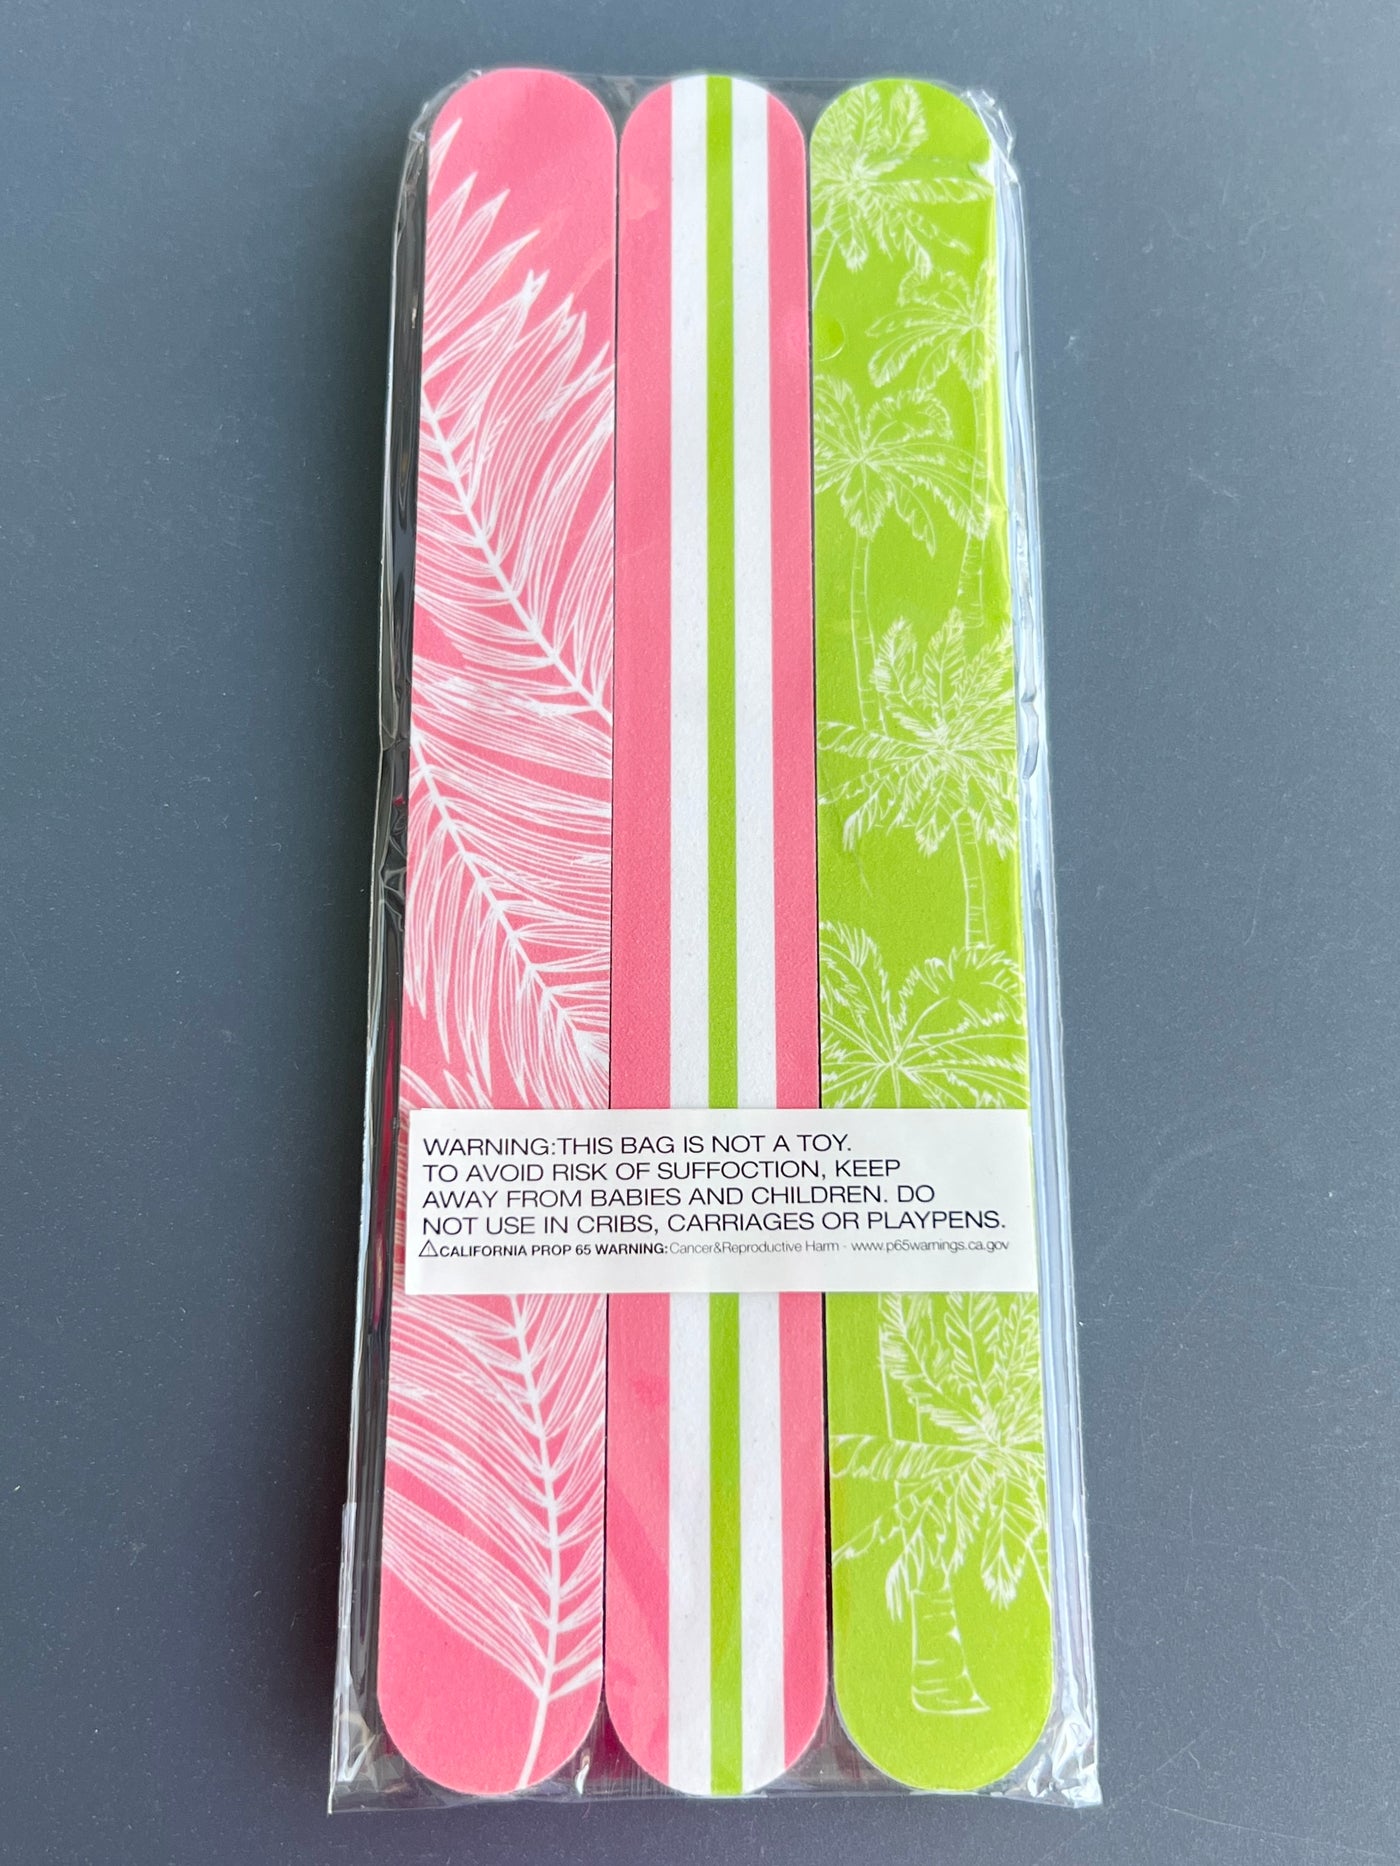 WARNING:THIS BAG IS NOT A TOY.
TO AVOID RISK OF SUFFOCTION, KEEP
AWAY FROM BABIES AND CHILDREN. DO
NOT USE IN CRIBS, CARRIAGES OR PLAYPENS.
⚠CALIFORNIA PROP 65 WARNING:Cancer&Reproductive Harm - www.p65warnings.ca.gov